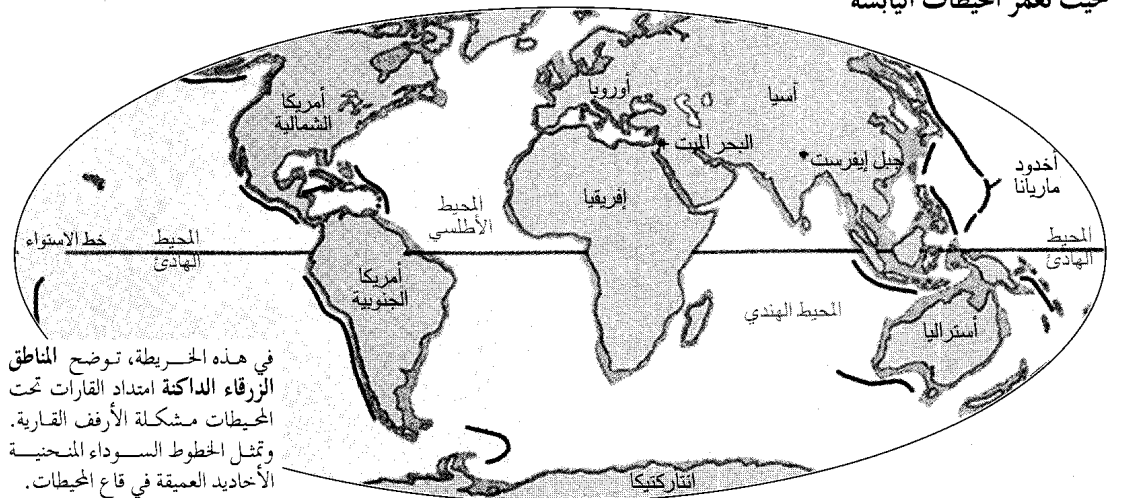 حيث تغمر المحيطات اليابسة
أمريكا
الشمالية
أوروبا
آسيا
البحر الميت
جبل إيفرست
أخدود
ماريانا
إفريقيا
المحيط
الأطلسي
المحيط
الهادئ
خط الاستواء
المحيط
الهادئ
أمريكا
الجنوبية
المحيط الهندي
أستراليا
في هذه الخريطة، توضح المناطق
الزرقاء الداكنة امتداد القارات تحت
المحيطات مشكلة الأرفف القارية.
وتمثل الخطوط السوداء المنحنية
الأخاديد العميقة في قاع المحيطات.
انتاركتيكا